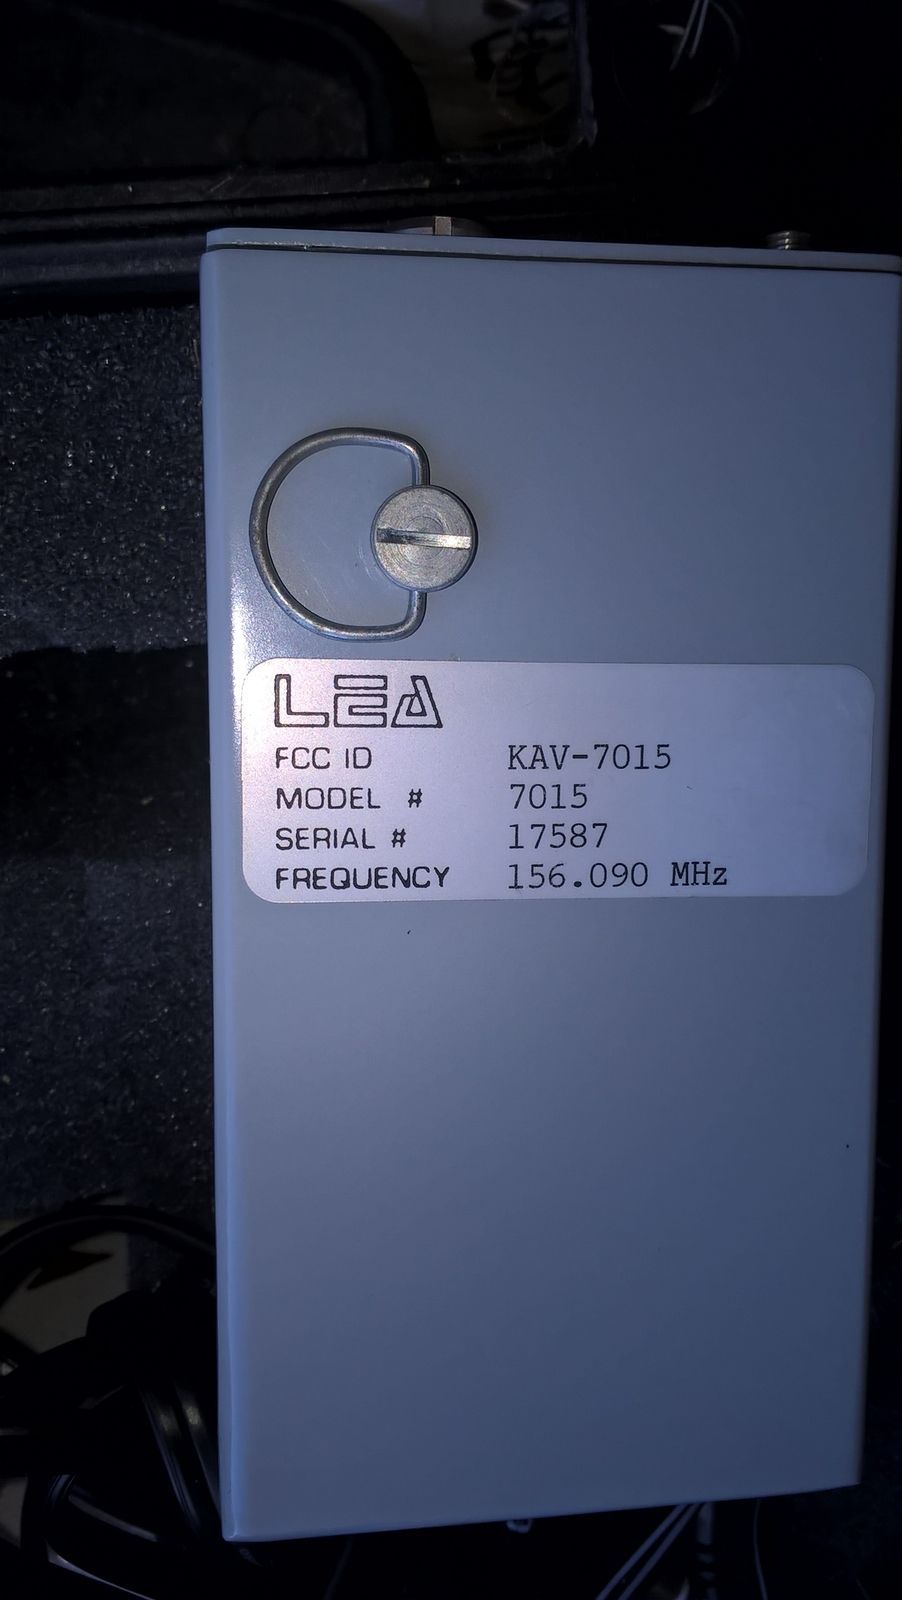 LEA
FCC ID KAV-7015
MODEL # 7015
SERIAL # 17587
FREQUENCY 156.090 MHz